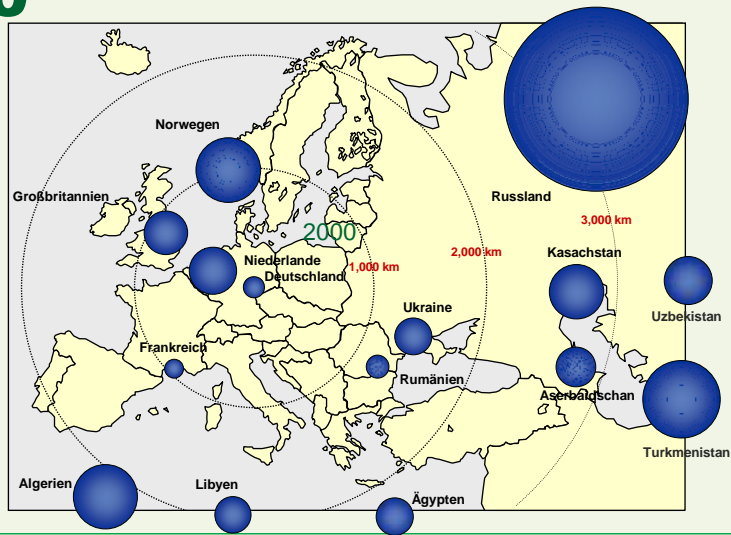 Norwegen
Großbritannien
Russland
3,000 km
2000
2,000 km
Kasachstan
Niederlande
Deutschland
1,000 km
Ukraine
Uzbekistan
Frankreich
Rumänien
Aserbaidschan
Turkmenistan
Algerien
Libyen
Ägypten